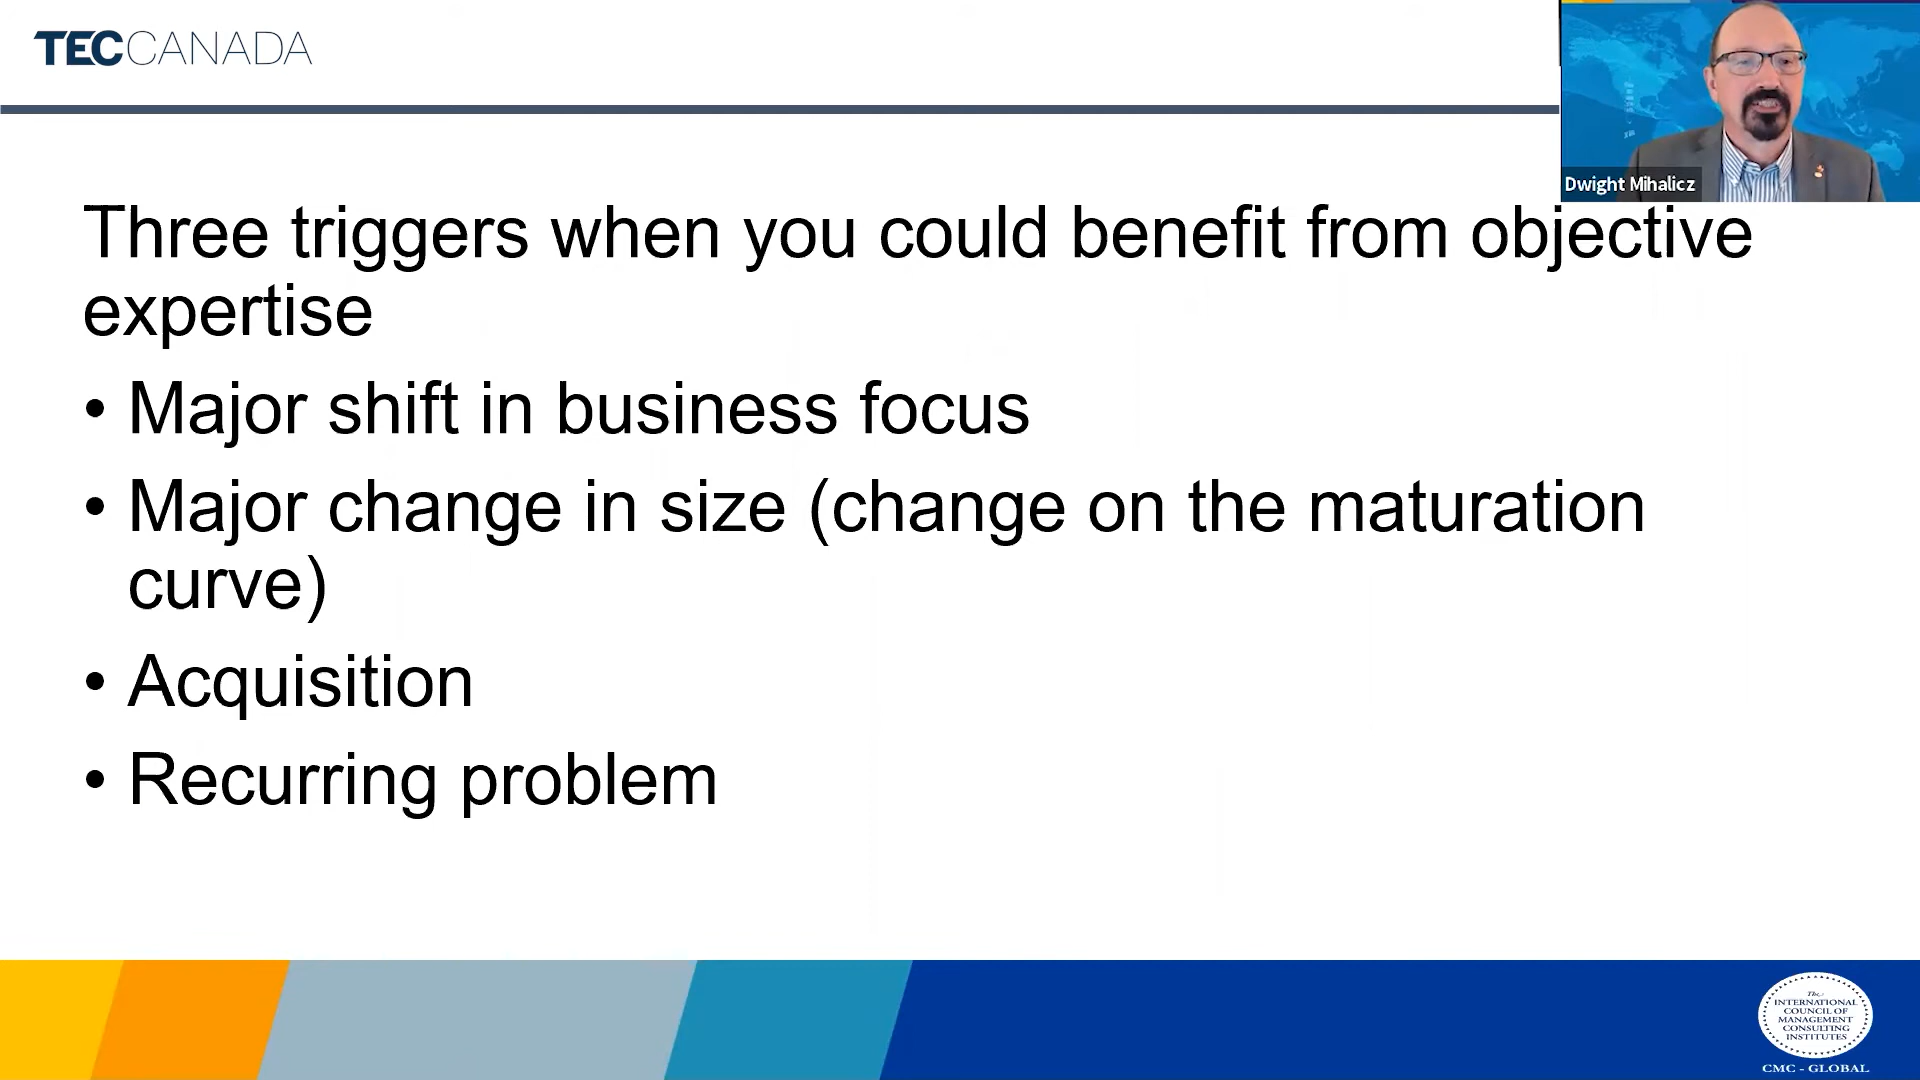 TECCANADA
Dwight Mihalicz
Three triggers when you could benefit from objective
expertise
• Major shift in business focus
• Major change in size (change on the maturation
curve)
• Acquisition
• Recurring problem
The
INTERNATIONAL
COUNCIL OF
MANAGEMENT
CONSULTING
INSTITUTES
CMC - GLOBAL